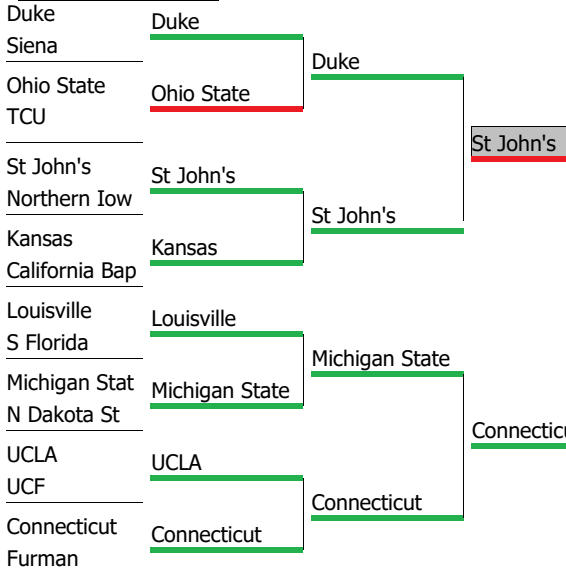 Duke
Siena
Ohio State
TCU
St John's
Northern Iow
Kansas
California Bap
Louisville
S Florida
Michigan Stat
N Dakota St
UCLA
UCF
Connecticut
Furman
Duke
Ohio State
St John's
Kansas
Louisville
Michigan State
UCLA
Connecticut
Duke
St John's
Michigan State
Connecticut
St John's
Connecticu